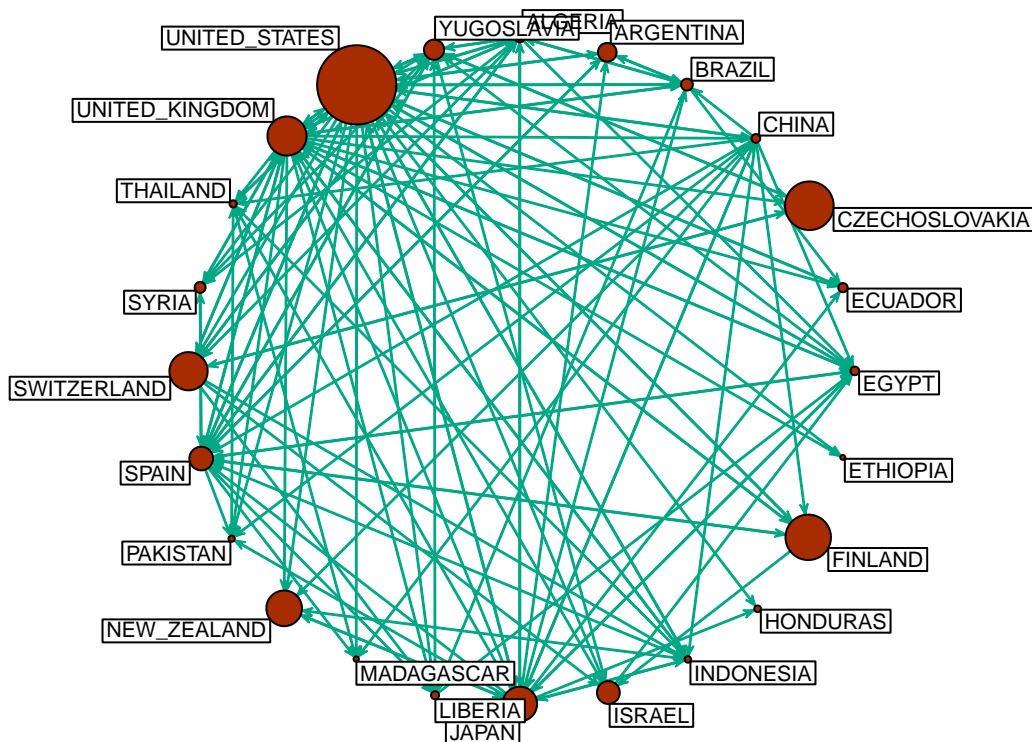 ALGERIA
YUGOSLAVIA
ARGENTINA
UNITED_STATES
BRAZIL
UNITED_KINGDOM
CHINA
THAILAND
CZECHOSLOVAKIA
SYRIA
ECUADOR
SWITZERLAND
EGYPT
SPAIN
ETHIOPIA
PAKISTAN
FINLAND
NEW_ZEALAND
HONDURAS
MADAGASCAR
INDONESIA
LIBERIA
ISRAEL
JAPAN